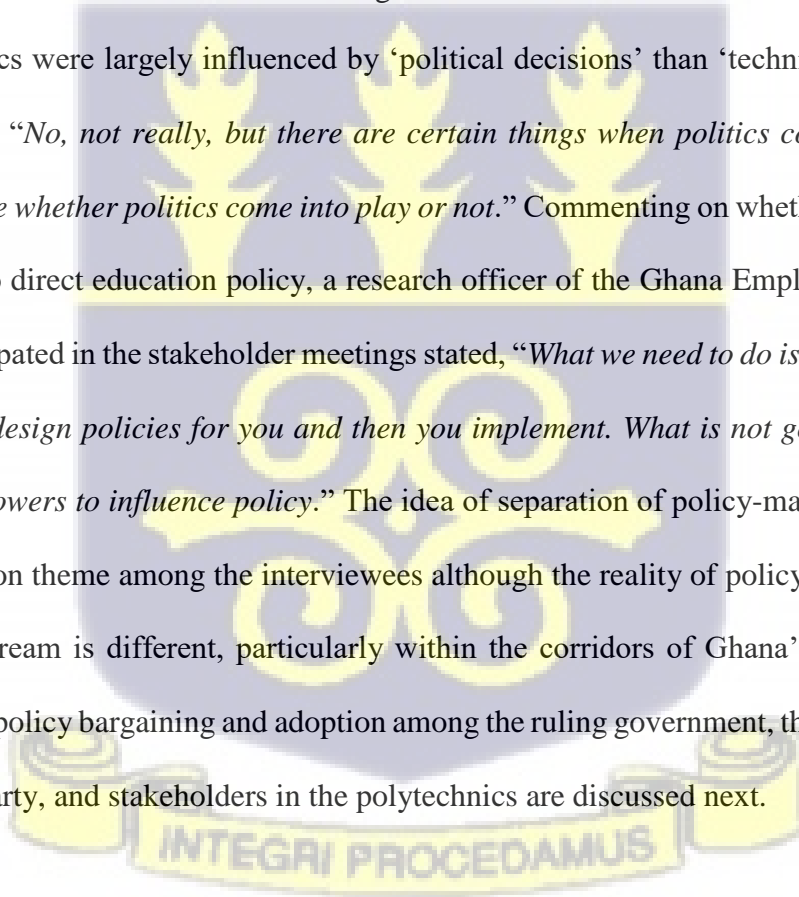 cs were largely influenced by ‘political decisions’ than ‘techni
“No, not really, but there are certain things when politics co
e whether politics come into play or not.” Commenting on wheth
o direct education policy, a research officer of the Ghana Empl
pated in the stakeholder meetings stated, “What we need to do is
design policies for you and then you implement. What is not go
owers to influence policy.” The idea of separation of policy-ma
on theme among the interviewees although the reality of policy
ream is different, particularly within the corridors of Ghana’
policy bargaining and adoption among the ruling government, th
arty, and stakeholders in the polytechnics are discussed next.
INTEGRI PROCEDAMUS